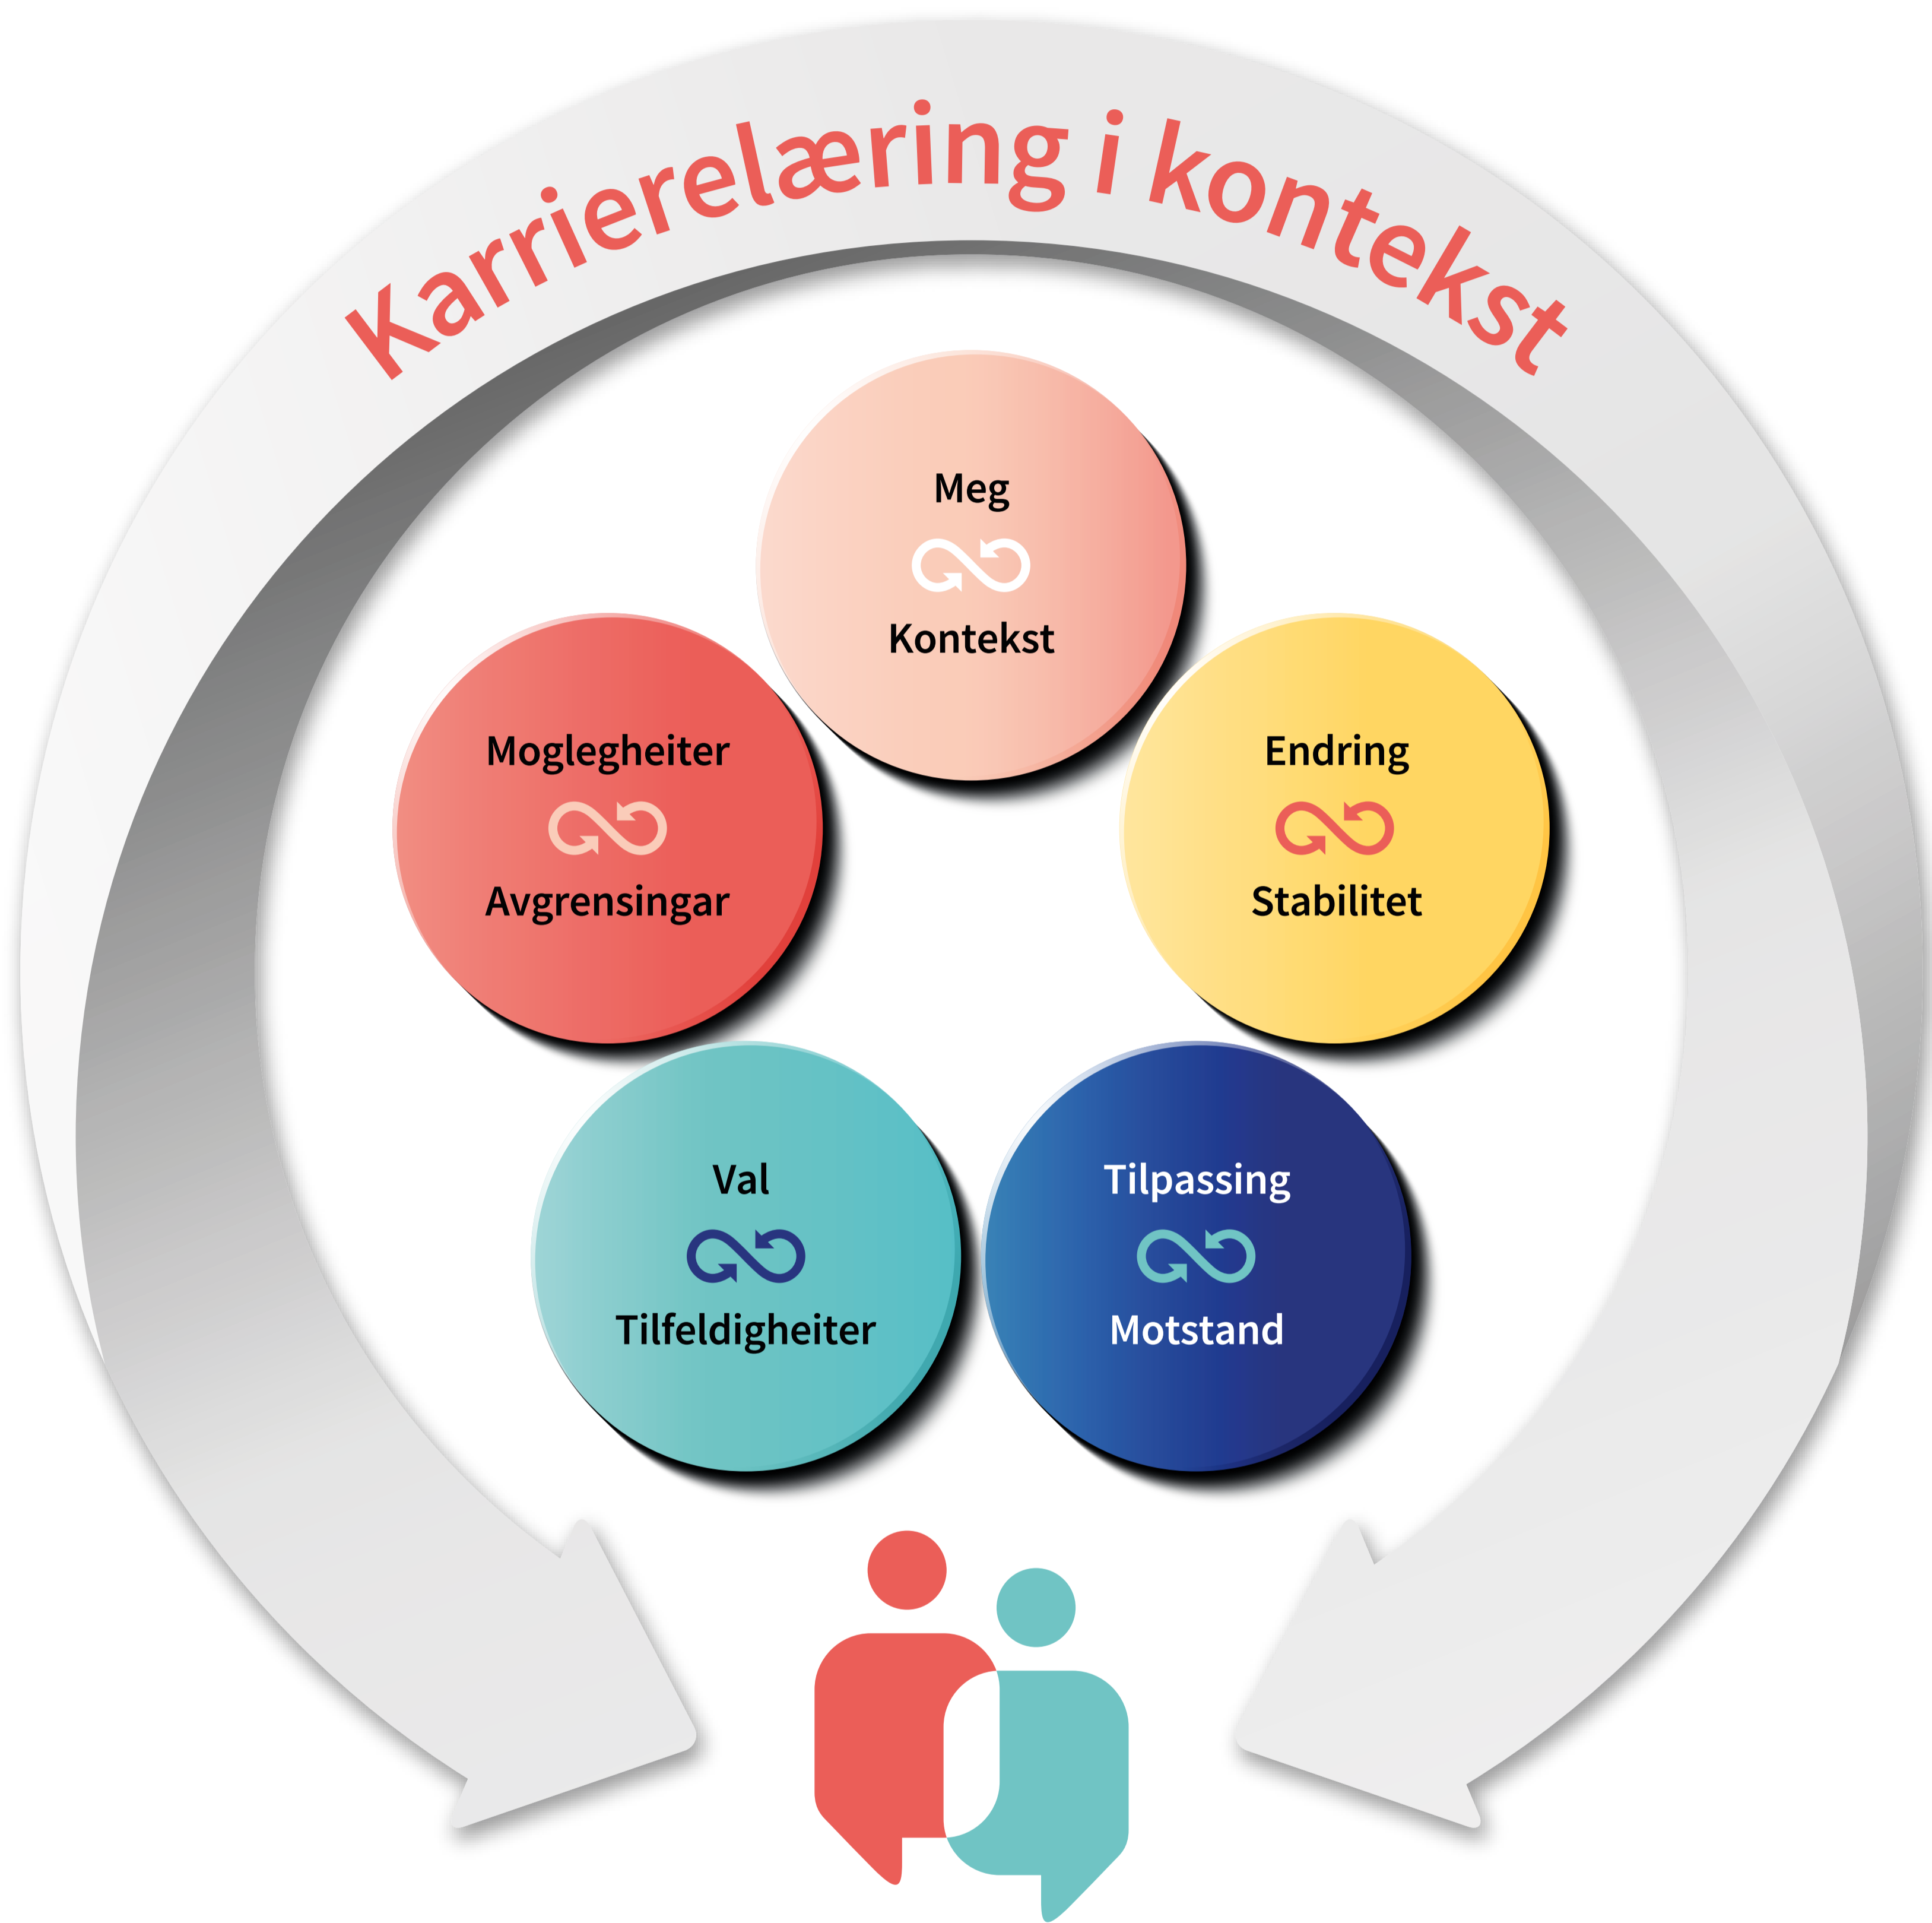 Karrierelæring i kontekst
Meg
Kontekst
Moglegheiter
Avgrensingar
Endring
Stabilitet
Val
Tilfeldigheiter
Tilpassing
Motstand